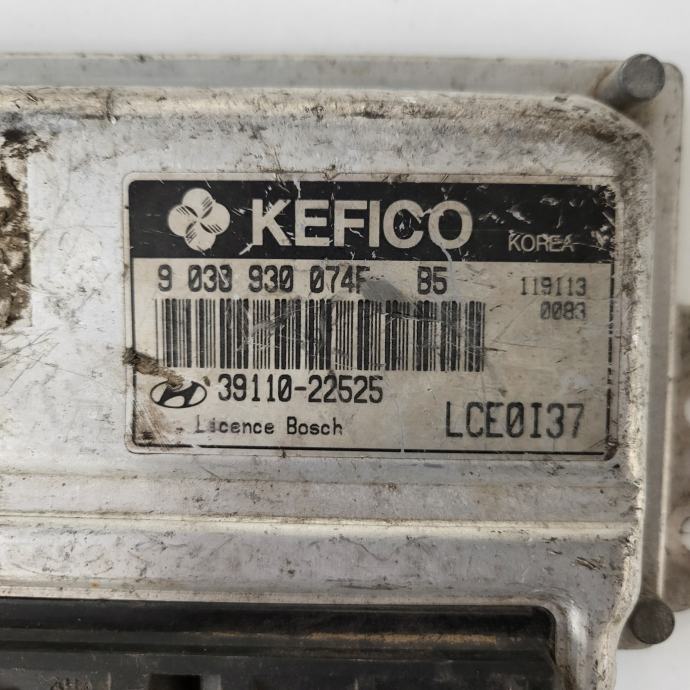 KEFICO KOREA
9 030 930 074F B5 119113
0083
39110-22525
Licence Bosch LCE0I37